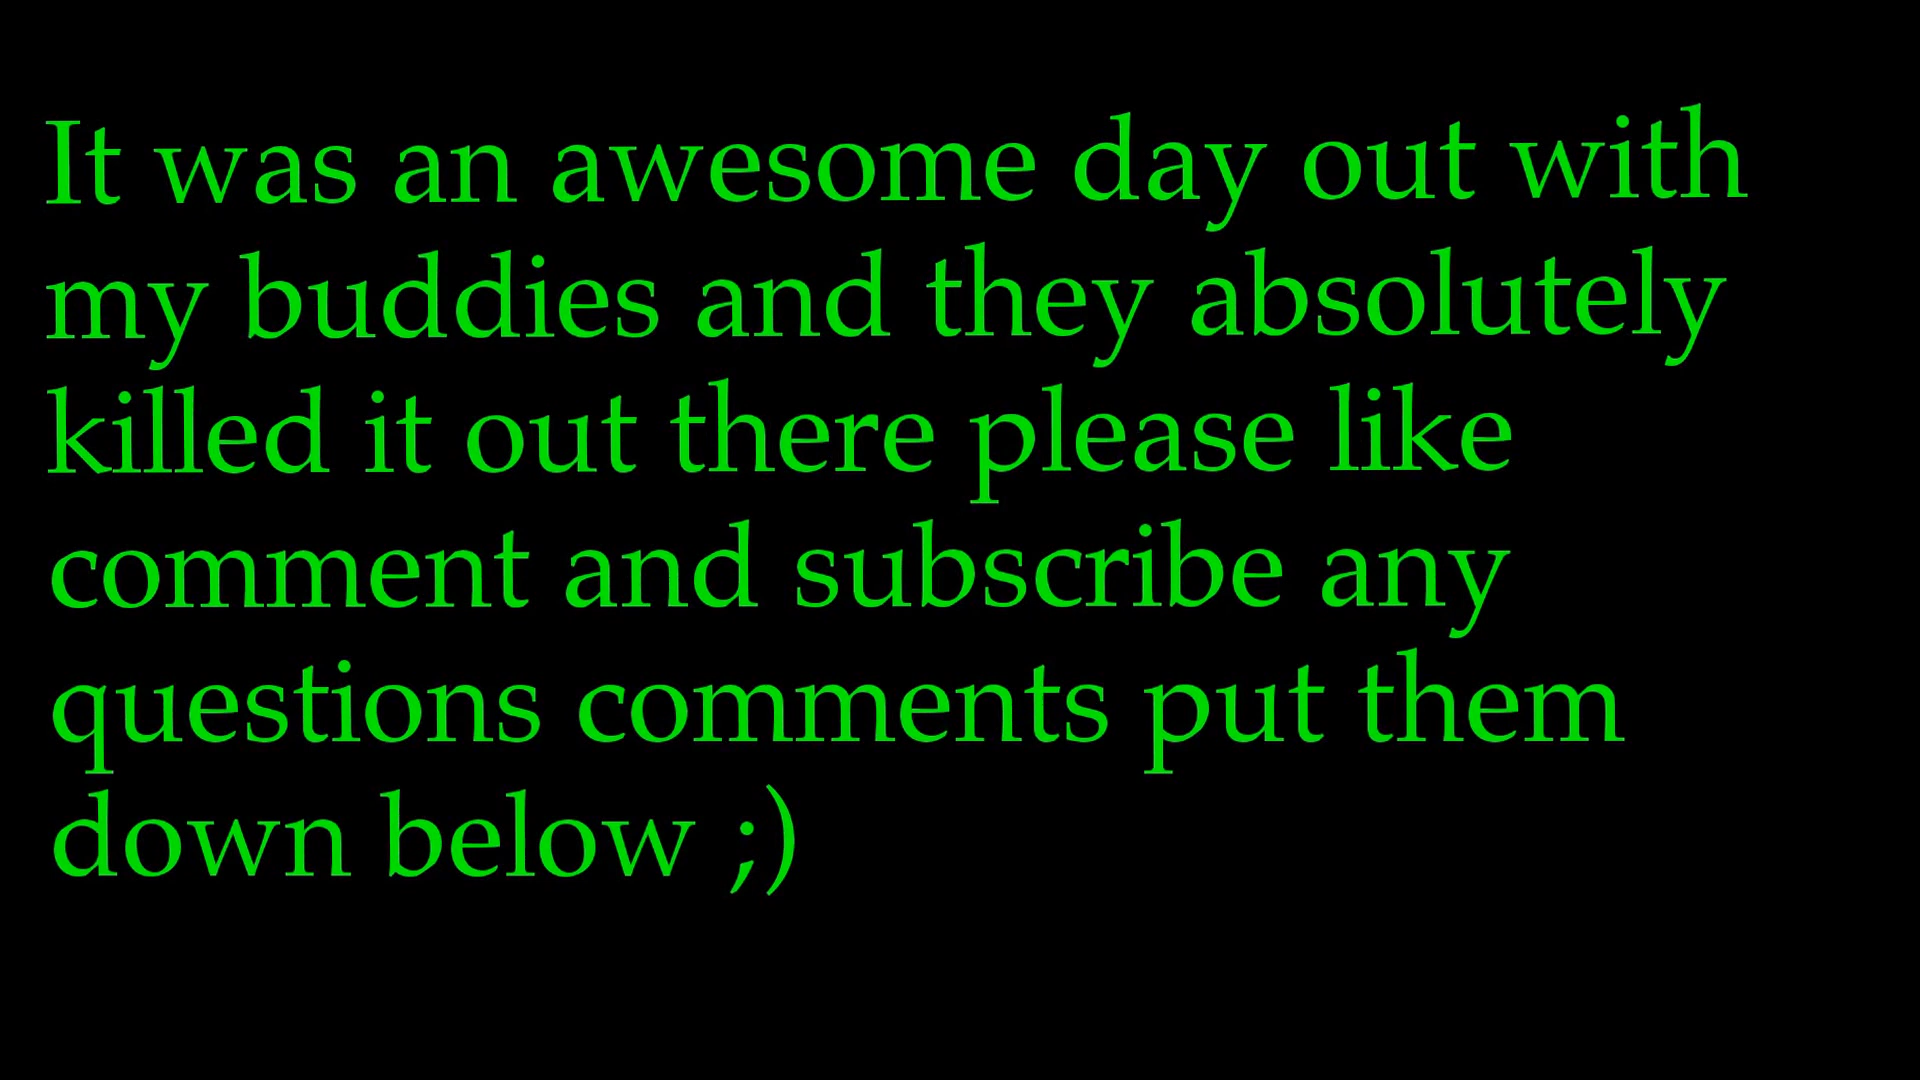 It was an awesome day out with
my buddies and they absolutely
killed it out there please like
comment and subscribe any
questions comments put them
down below ;)